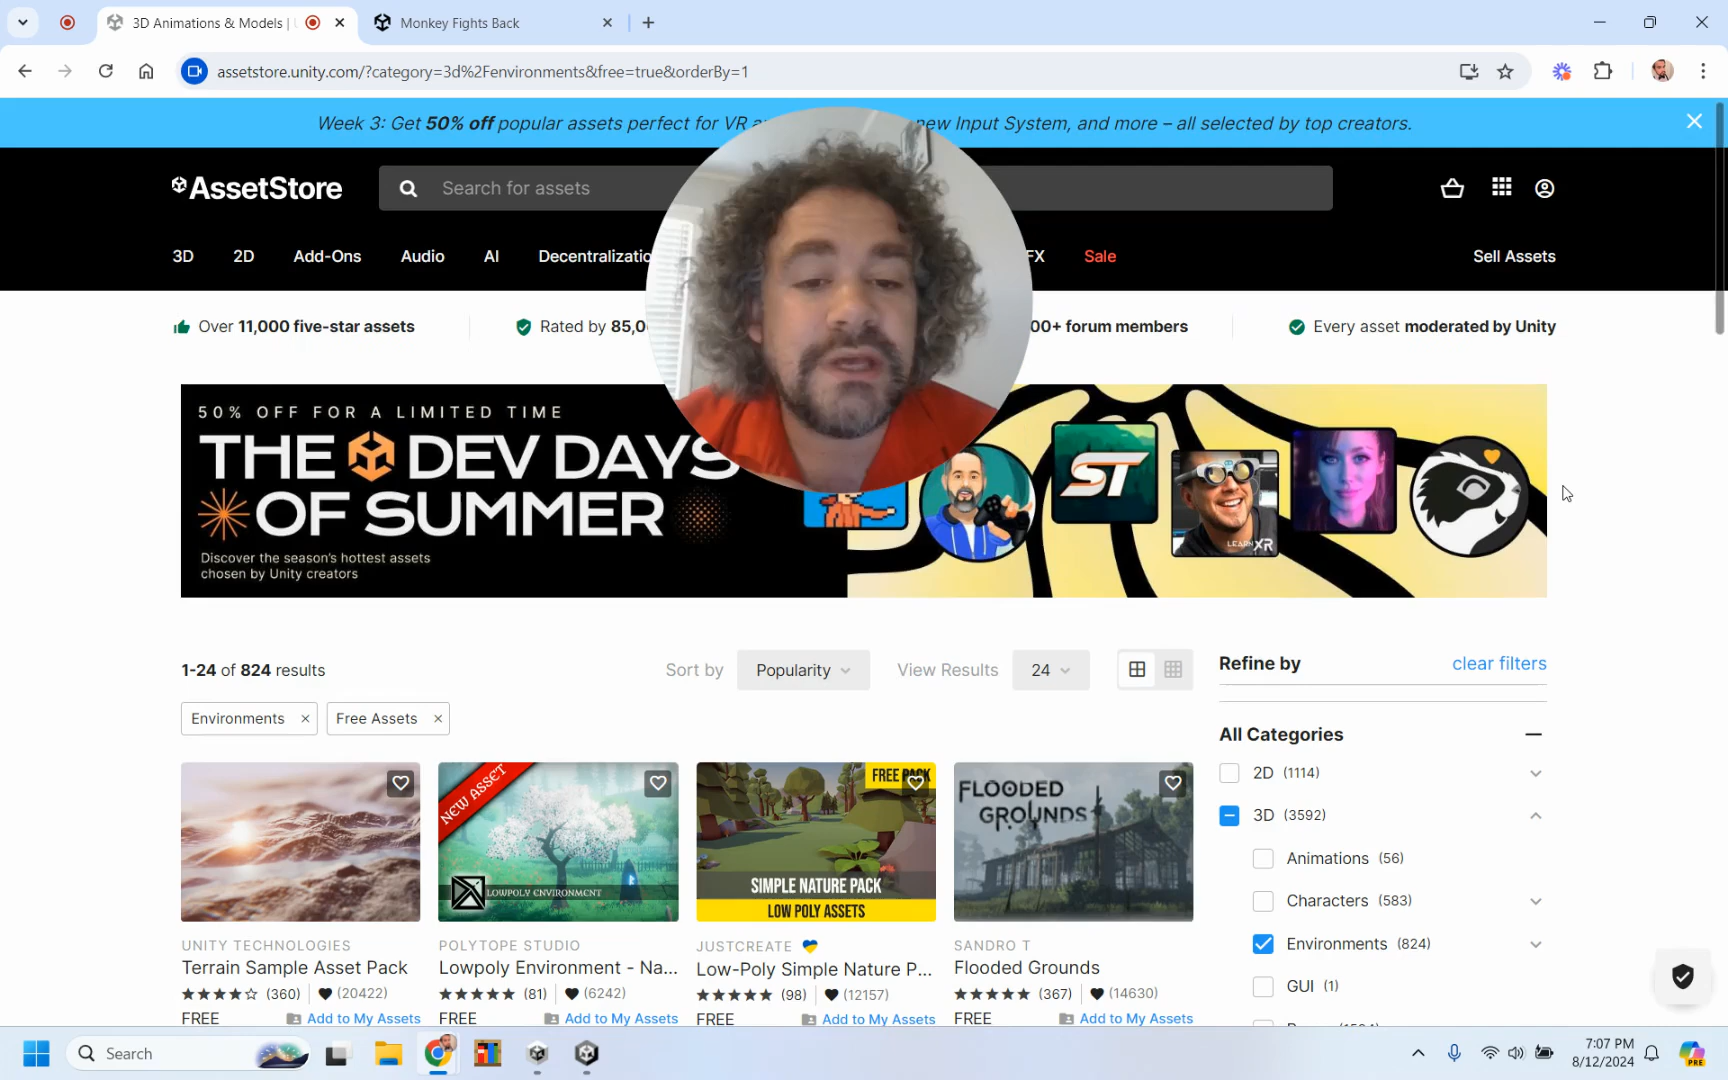 3D Animations & Models |
Monkey Fights Back
assetstore.unity.com/?category=3d%2Fenvironments&free=true&orderBy=1
Week 3: Get 50% off popular assets perfect for VR new Input System, and more – all selected by top creators.
AssetStore
Search for assets
3D 2D Add-Ons Audio AI Sale Sell Assets
Over 11,000 five-star assets
Rated by
forum members
Every asset moderated by Unity
50% OFF FOR A LIMITED TIME
THE DEV DAYS
OF SUMMER
Discover the season's hottest assets
chosen by Unity creators
ST
LEARN XR
1-24 of 824 results
Sort by Popularity View Results 24
Refine by clear filters
Environments × Free Assets ×
All Categories
2D (1114)
3D (3592)
Animations (56)
Characters (583)
Environments (824)
GUI (1)
NEW ASSET
LOWPOLY ENVIRONMENT
FREE PACK
SIMPLE NATURE PACK
LOW POLY ASSETS
FLOODED
GROUNDS
UNITY TECHNOLOGIES
Terrain Sample Asset Pack
(360) (20422)
FREE Add to My Assets
POLYTOPE STUDIO
Lowpoly Environment - Na...
(81) (6242)
FREE Add to My Assets
JUSTCREATE
Low-Poly Simple Nature P...
(98) (12157)
FREE Add to My Assets
SANDRO T
Flooded Grounds
(367) (14630)
FREE Add to My Assets
Search
7:07 PM
8/12/2024
PRE